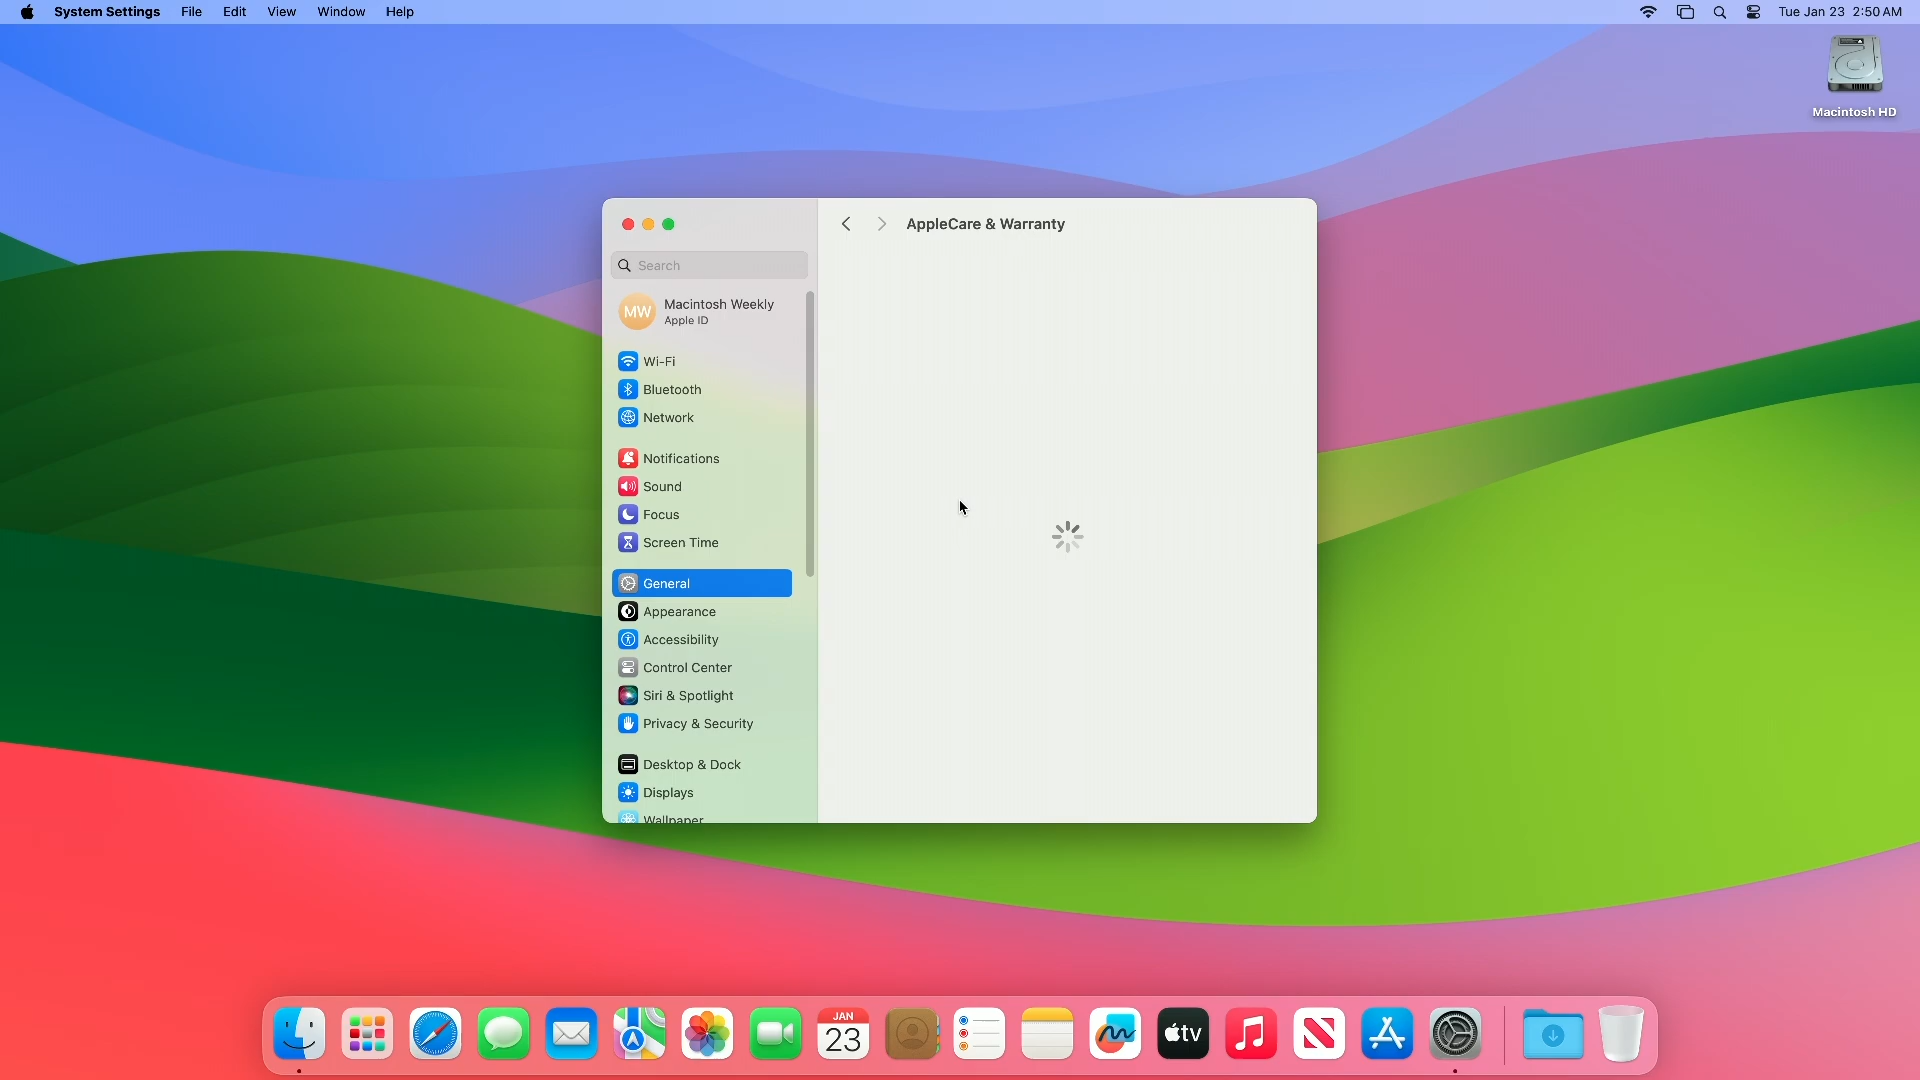 System Settings File Edit View Window Help Tue Jan 23 2:50 AM
Macintosh HD
AppleCare & Warranty
Search
MW Macintosh Weekly
Apple ID
Wi-Fi
Bluetooth
Network
Notifications
Sound
Focus
Screen Time
General
Appearance
Accessibility
Control Center
Siri & Spotlight
Privacy & Security
Desktop & Dock
Displays
Wallpaper
JAN
23
tv